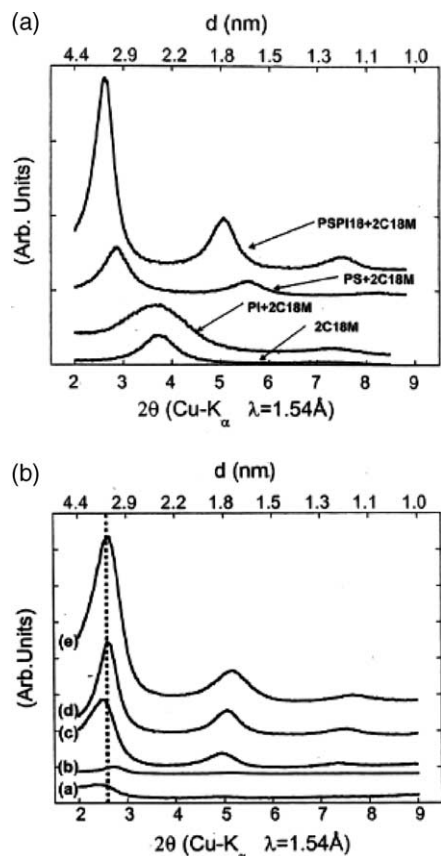 (a)
d (nm)
4.4 2.9 2.2 1.8 1.5 1.3 1.1 1.0
(Arb. Units)
PSPI18+2C18M
PS+2C18M
PI+2C18M
2C18M
2 3 4 5 6 7 8 9
2θ (Cu-Kα λ=1.54Å)
(b)
d (nm)
4.4 2.9 2.2 1.8 1.5 1.3 1.1 1.0
(Arb.Units)
(e)
(d)
(c)
(b)
(a)
2 3 4 5 6 7 8 9
2θ (Cu-Kα λ=1.54Å)